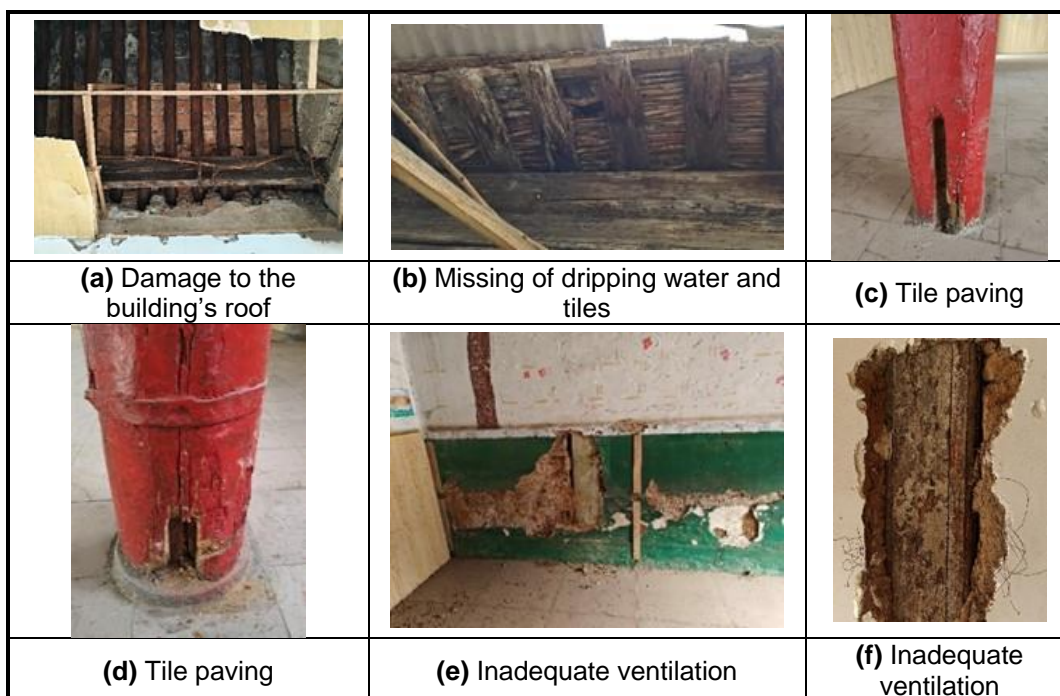 (a) Damage to the
building’s roof
(b) Missing of dripping water and
tiles
(c) Tile paving
(d) Tile paving
(e) Inadequate ventilation
(f) Inadequate
ventilation